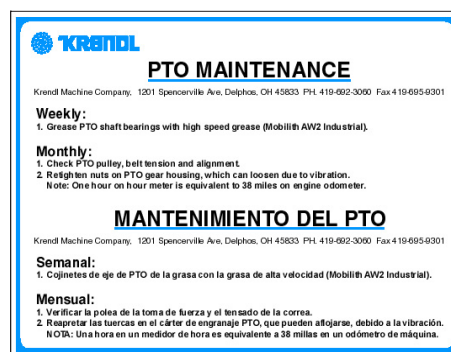 KRENDL
PTO MAINTENANCE
Krendl Machine Company, 1201 Spencerville Ave, Delphos, OH 45833 PH. 419-692-3060 Fax 419-695-9301
Weekly:
1. Grease PTO shaft bearings with high speed grease (Mobilith AW2 Industrial).
Monthly:
1. Check PTO pulley, belt tension and alignment.
2. Retighten nuts on PTO gear housing, which can loosen due to vibration.
Note: One hour on hour meter is equivalent to 38 miles on engine odometer.
MANTENIMIENTO DEL PTO
Krendl Machine Company, 1201 Spencerville Ave, Delphos, OH 45833 PH. 419-692-3060 Fax 419-695-9301
Semanal:
1. Cojinetes de eje de PTO de la grasa con la grasa de alta velocidad (Mobilith AW2 Industrial).
Mensual:
1. Verificar la polea de la toma de fuerza y el tensado de la correa.
2. Reapretar las tuercas en el cárter de engranaje PTO, que pueden aflojarse, debido a la vibración.
NOTA: Una hora en un medidor de hora es equivalente a 38 millas en un odómetro de máquina.